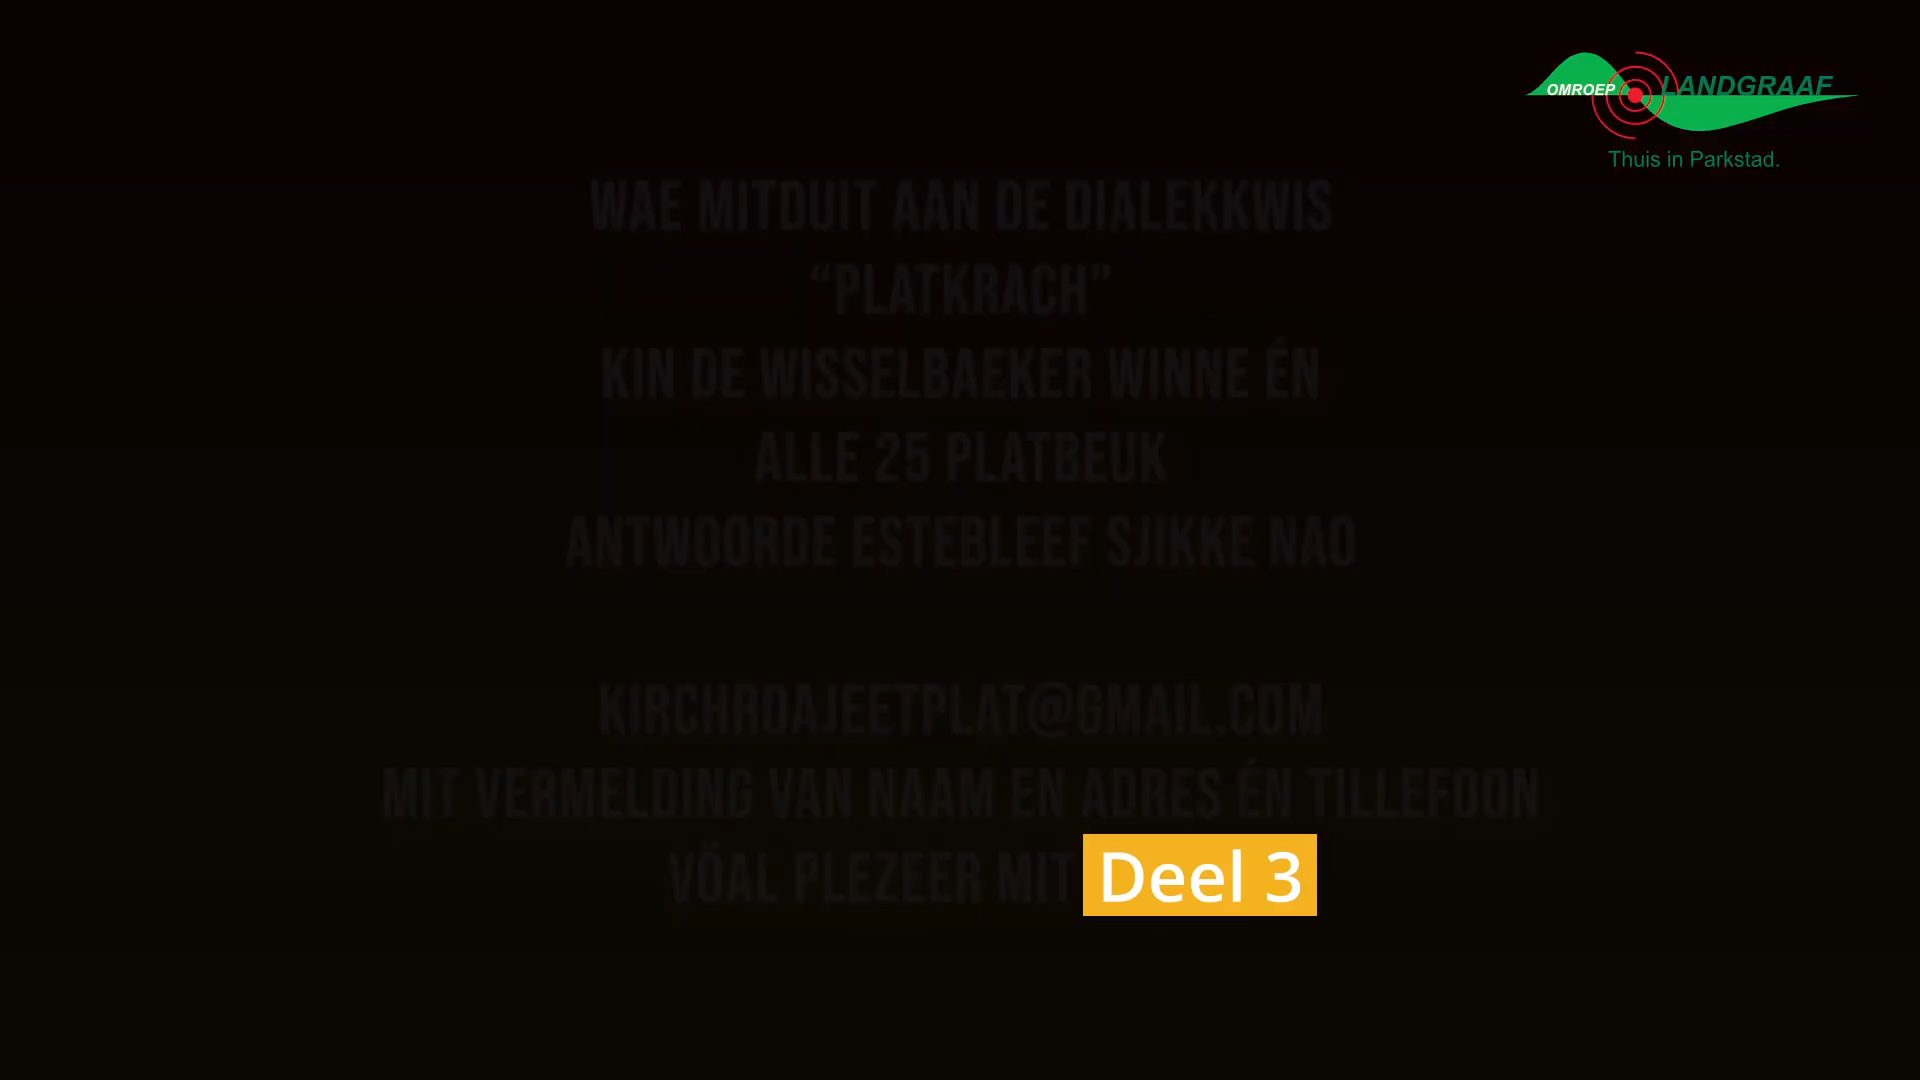 OMROEP LANDGRAAF
Thuis in Parkstad.
WAE MITDUIT AAN DE DIALEKKWIS
“PLATKRACH”
KIN DE WISSELBAEKER WINNE ÉN
ALLE 25 PLATBEUK
ANTWOORDE ESTEBLEEF SJIKKE NAO
KIRCHROAJEETPLAT@GMAIL.COM
MIT VERMELDING VAN NAAM EN ADRES ÉN TILLEFOON
VÖAL PLEZEER MIT Deel 3